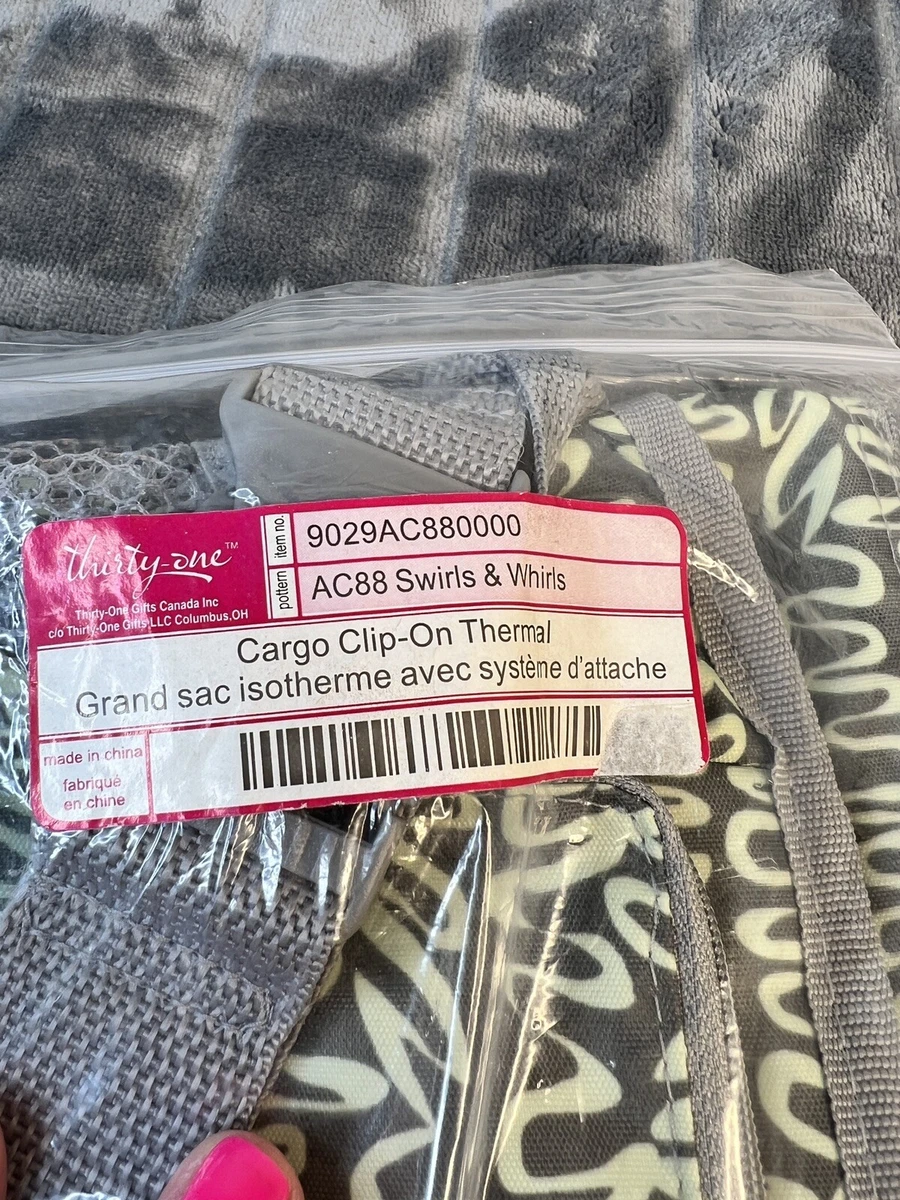 thirty-one™
Thirty-One Gifts Canada Inc
c/o Thirty-One Gifts LLC Columbus,OH
item no.
9029AC880000
pattern
AC88 Swirls & Whirls
Cargo Clip-On Thermal
Grand sac isotherme avec système d'attache
made in china
fabriqué
en chine